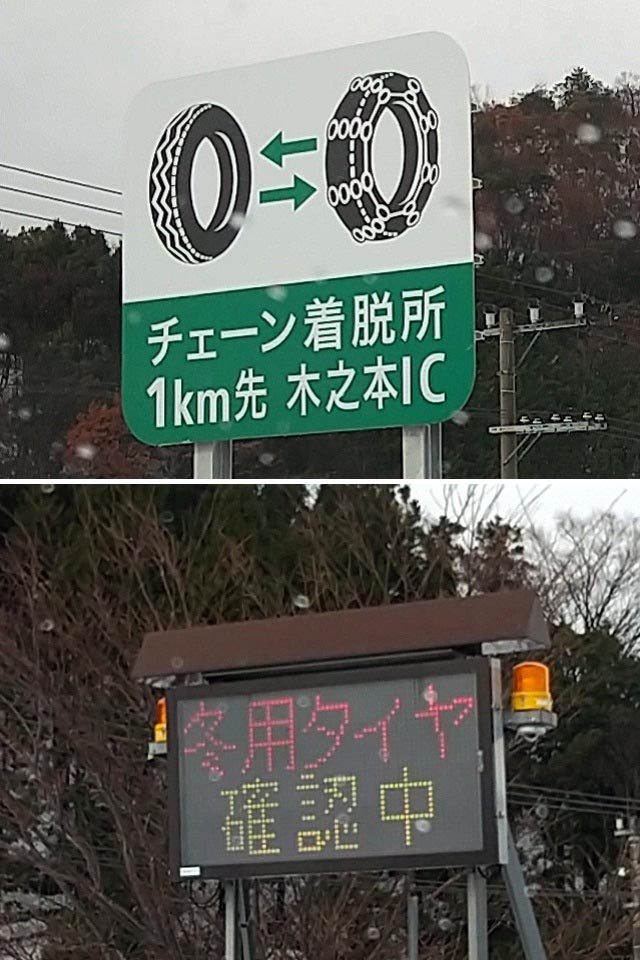 チェーン着脱所
1km先 木之本IC
冬用タイヤ
確認中